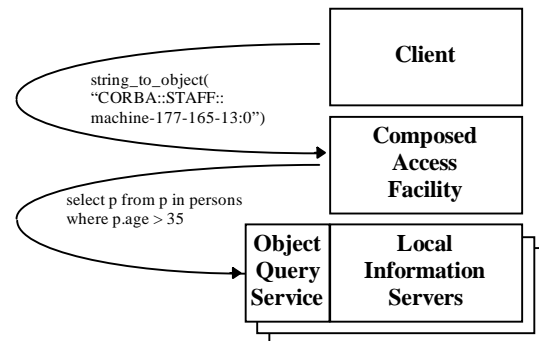 Client
string_to_object(
“CORBA::STAFF::
machine-177-165-13:0”)
Composed
Access
Facility
select p from p in persons
where p.age > 35
Object
Query
Service
Local
Information
Servers